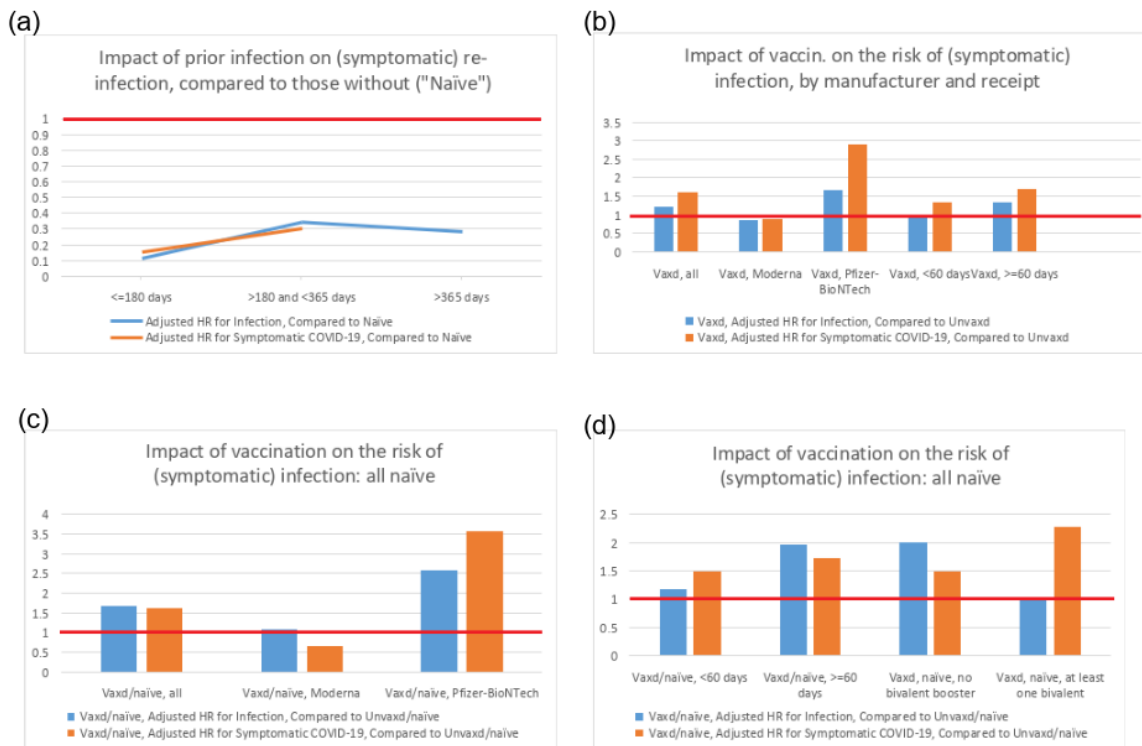 (a)
Impact of prior infection on (symptomatic) re-
infection, compared to those without ("Naïve")
1
0.9
0.8
0.7
0.6
0.5
0.4
0.3
0.2
0.1
0
<=180 days
>180 and <365 days
>365 days
Adjusted HR for Infection, Compared to Naïve
Adjusted HR for Symptomatic COVID-19, Compared to Naïve
(b)
Impact of vaccin. on the risk of (symptomatic)
infection, by manufacturer and receipt
3.5
3
2.5
2
1.5
1
0.5
0
Vaxd, all
Vaxd, Moderna
Vaxd, Pfizer-
BioNTech
Vaxd, <60 days
Vaxd, >=60 days
Vaxd, Adjusted HR for Infection, Compared to Unvaxd
Vaxd, Adjusted HR for Symptomatic COVID-19, Compared to Unvaxd
(c)
Impact of vaccination on the risk of
(symptomatic) infection: all naïve
4
3.5
3
2.5
2
1.5
1
0.5
0
Vaxd/naïve, all
Vaxd/naïve, Moderna
Vaxd/naïve, Pfizer-BioNTech
Vaxd/naïve, Adjusted HR for Infection, Compared to Unvaxd/naïve
Vaxd/naïve, Adjusted HR for Symptomatic COVID-19, Compared to Unvaxd/naïve
(d)
Impact of vaccination on the risk of
(symptomatic) infection: all naïve
2.5
2
1.5
1
0.5
0
Vaxd/naïve, <60 days
Vaxd/naïve, >=60
days
Vaxd, naïve, no
bivalent booster
Vaxd, naïve, at least
one bivalent
Vaxd/naïve, Adjusted HR for Infection, Compared to Unvaxd/naïve
Vaxd/naïve, Adjusted HR for Symptomatic COVID-19, Compared to Unvaxd/naïve